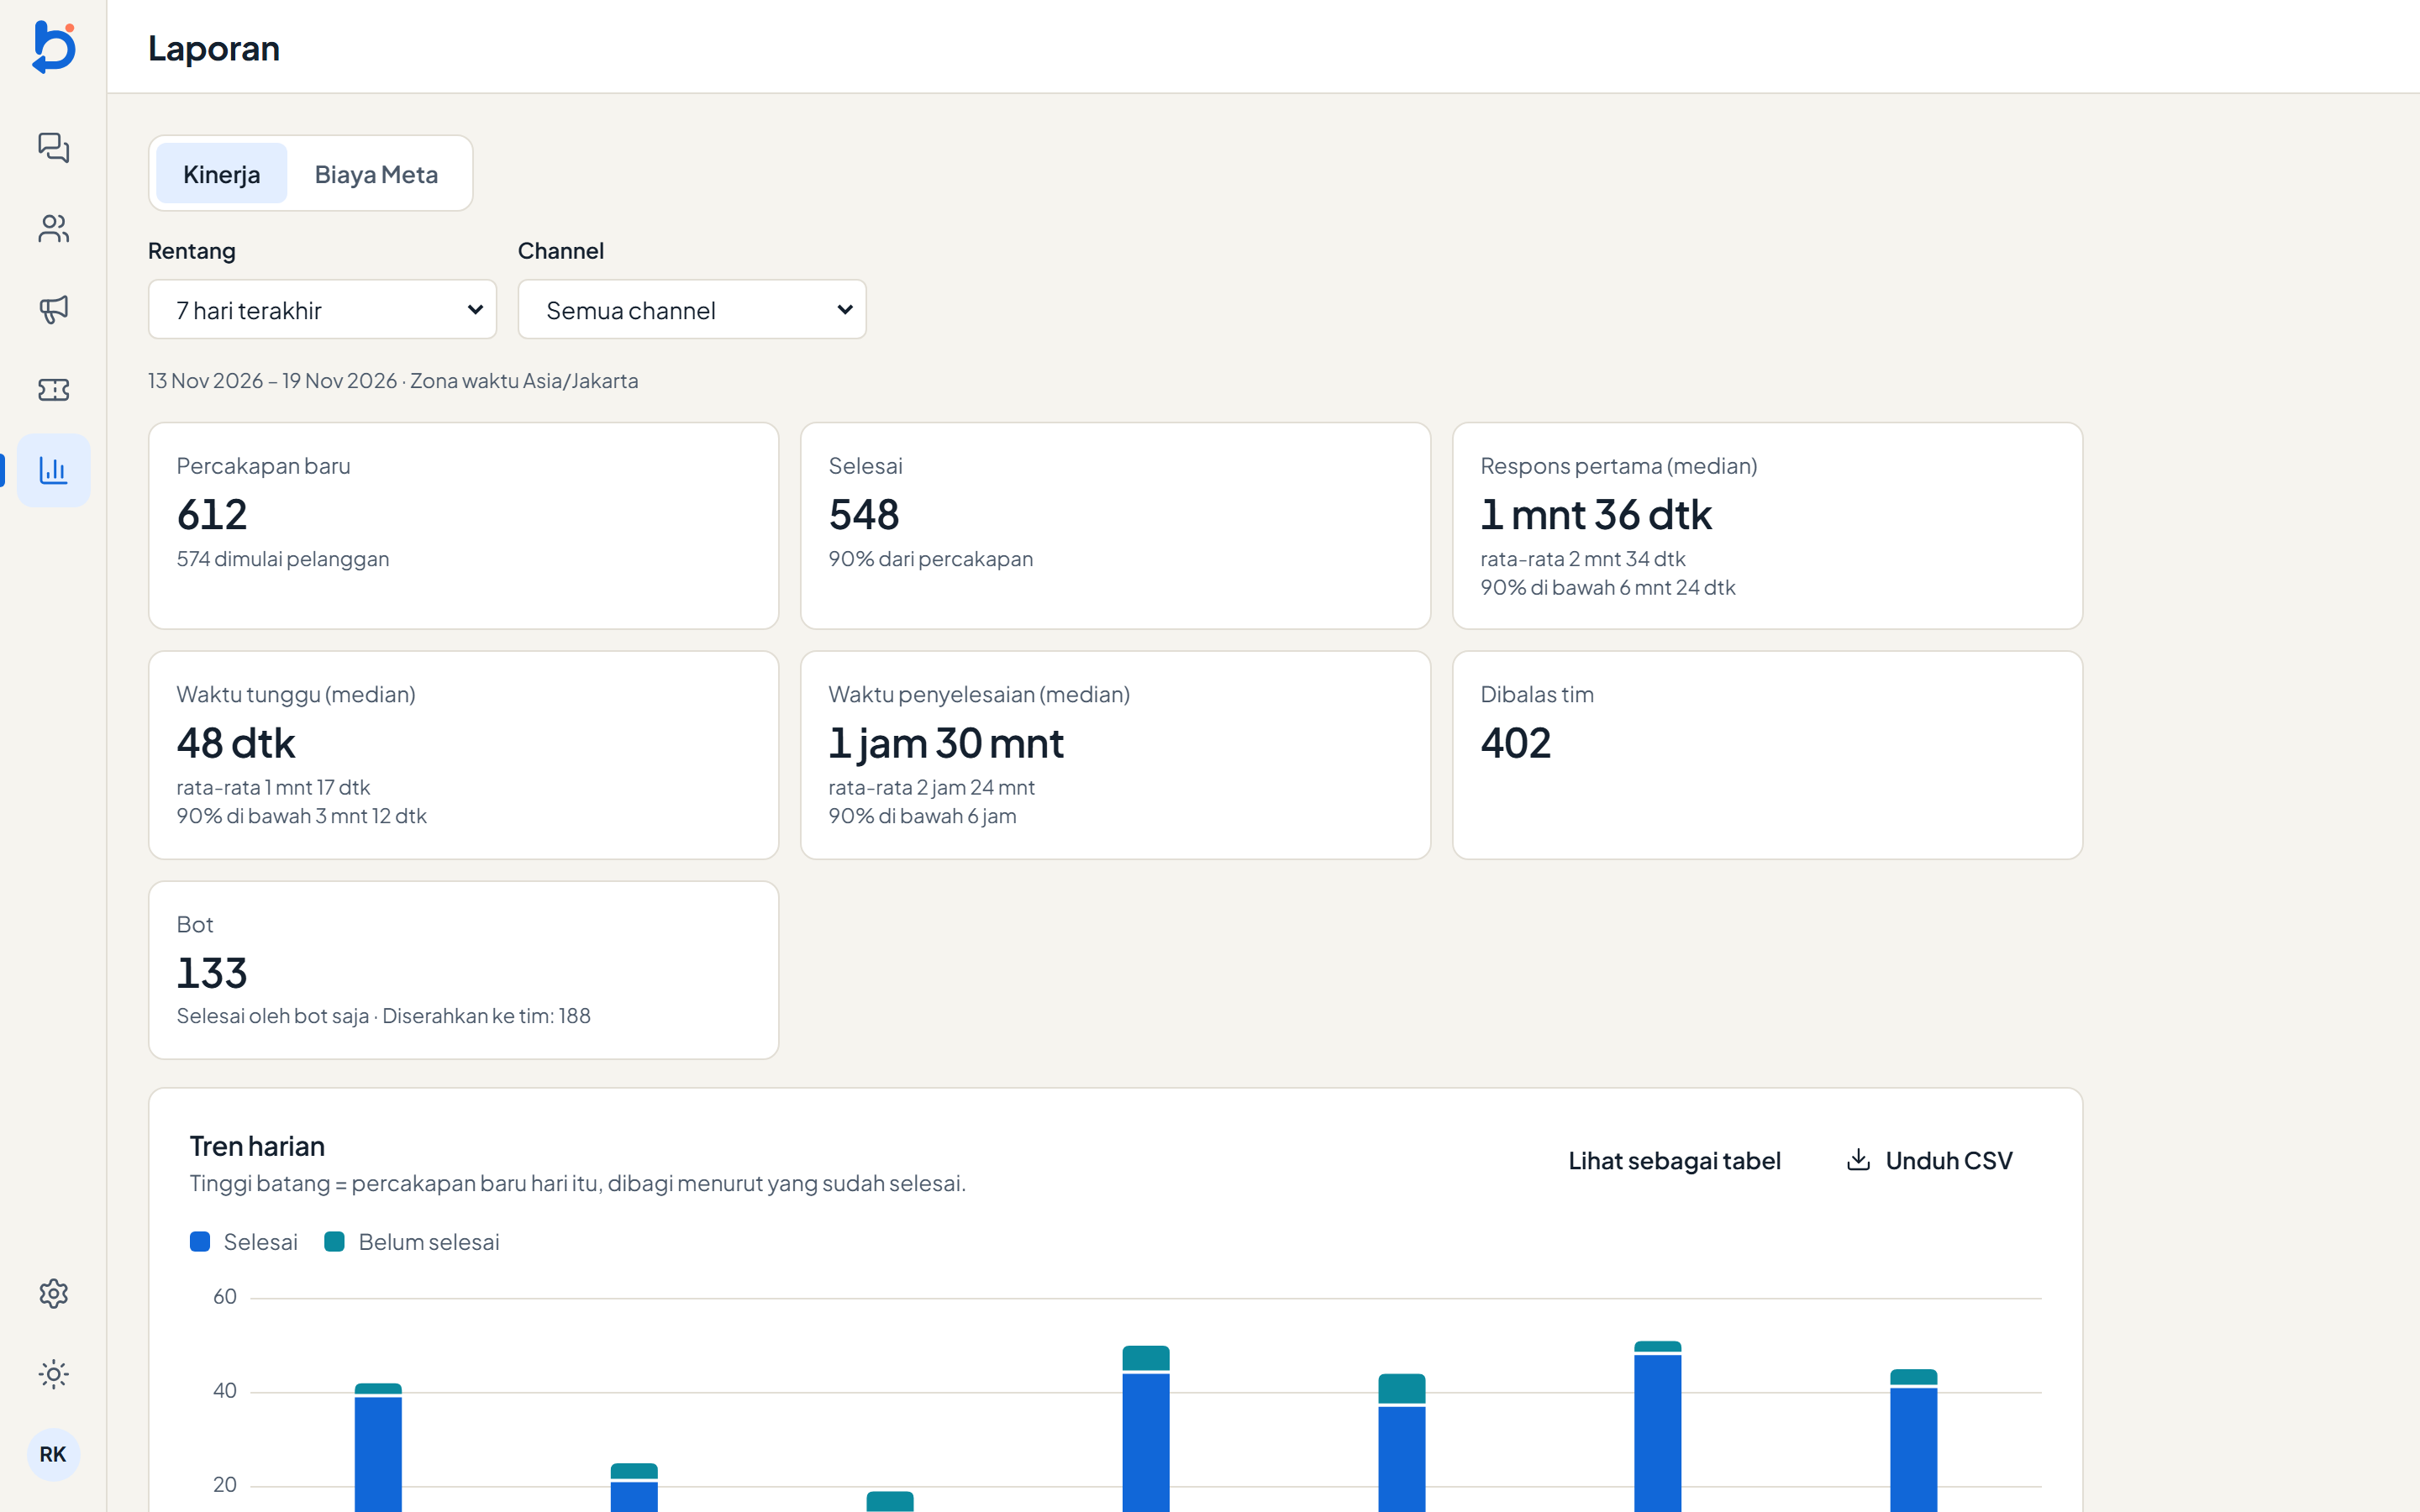 Laporan
Kinerja
Biaya Meta
Rentang
Channel
7 hari terakhir
Semua channel
13 Nov 2026 – 19 Nov 2026 · Zona waktu Asia/Jakarta
Percakapan baru
612
574 dimulai pelanggan
Selesai
548
90% dari percakapan
Respons pertama (median)
1 mnt 36 dtk
rata-rata 2 mnt 34 dtk
90% di bawah 6 mnt 24 dtk
Waktu tunggu (median)
48 dtk
rata-rata 1 mnt 17 dtk
90% di bawah 3 mnt 12 dtk
Waktu penyelesaian (median)
1 jam 30 mnt
rata-rata 2 jam 24 mnt
90% di bawah 6 jam
Dibalas tim
402
Bot
133
Selesai oleh bot saja · Diserahkan ke tim: 188
Tren harian
Tinggi batang = percakapan baru hari itu, dibagi menurut yang sudah selesai.
Lihat sebagai tabel
Unduh CSV
Selesai
Belum selesai
60
40
20
RK